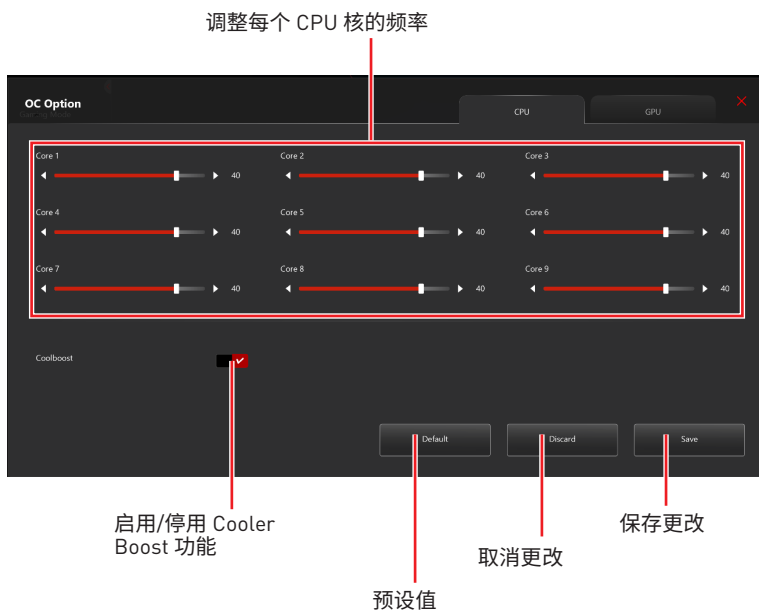 调整每个 CPU 核的频率
OC Option
CPU
GPU
Core 1
Core 2
Core 3
40
40
40
Core 4
Core 5
Core 6
40
40
40
Core 7
Core 8
Core 9
40
40
40
Coolboost
Default
Discard
Save
启用/停用 Cooler
Boost 功能
保存更改
取消更改
预设值